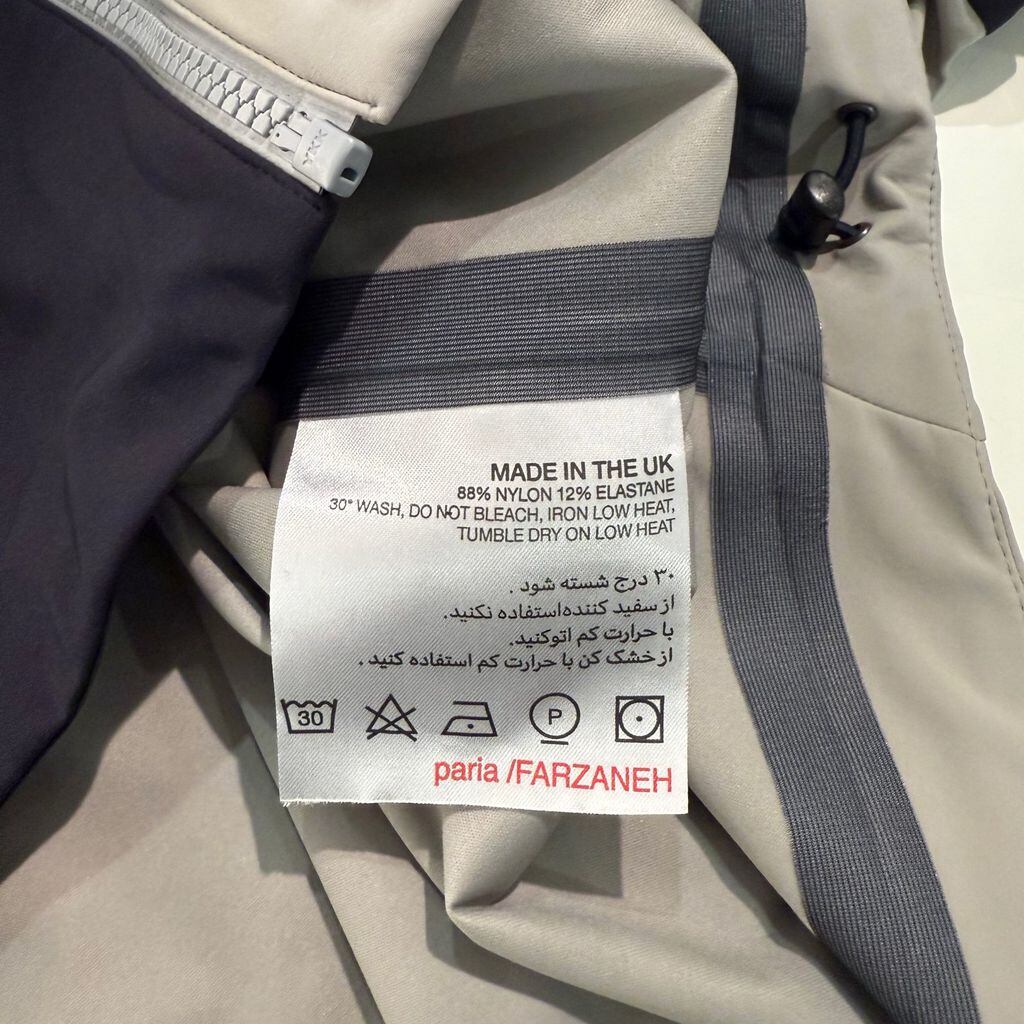 YKK
MADE IN THE UK
88% NYLON 12% ELASTANE
30° WASH, DO NOT BLEACH, IRON LOW HEAT,
TUMBLE DRY ON LOW HEAT
۳۰ درج شسته شود .
از سفید کننده‌استفاده نکنید.
با حرارت کم اتوکنید.
از خشک کن با حرارت کم استفاده کنید .
30
P
paria /FARZANEH